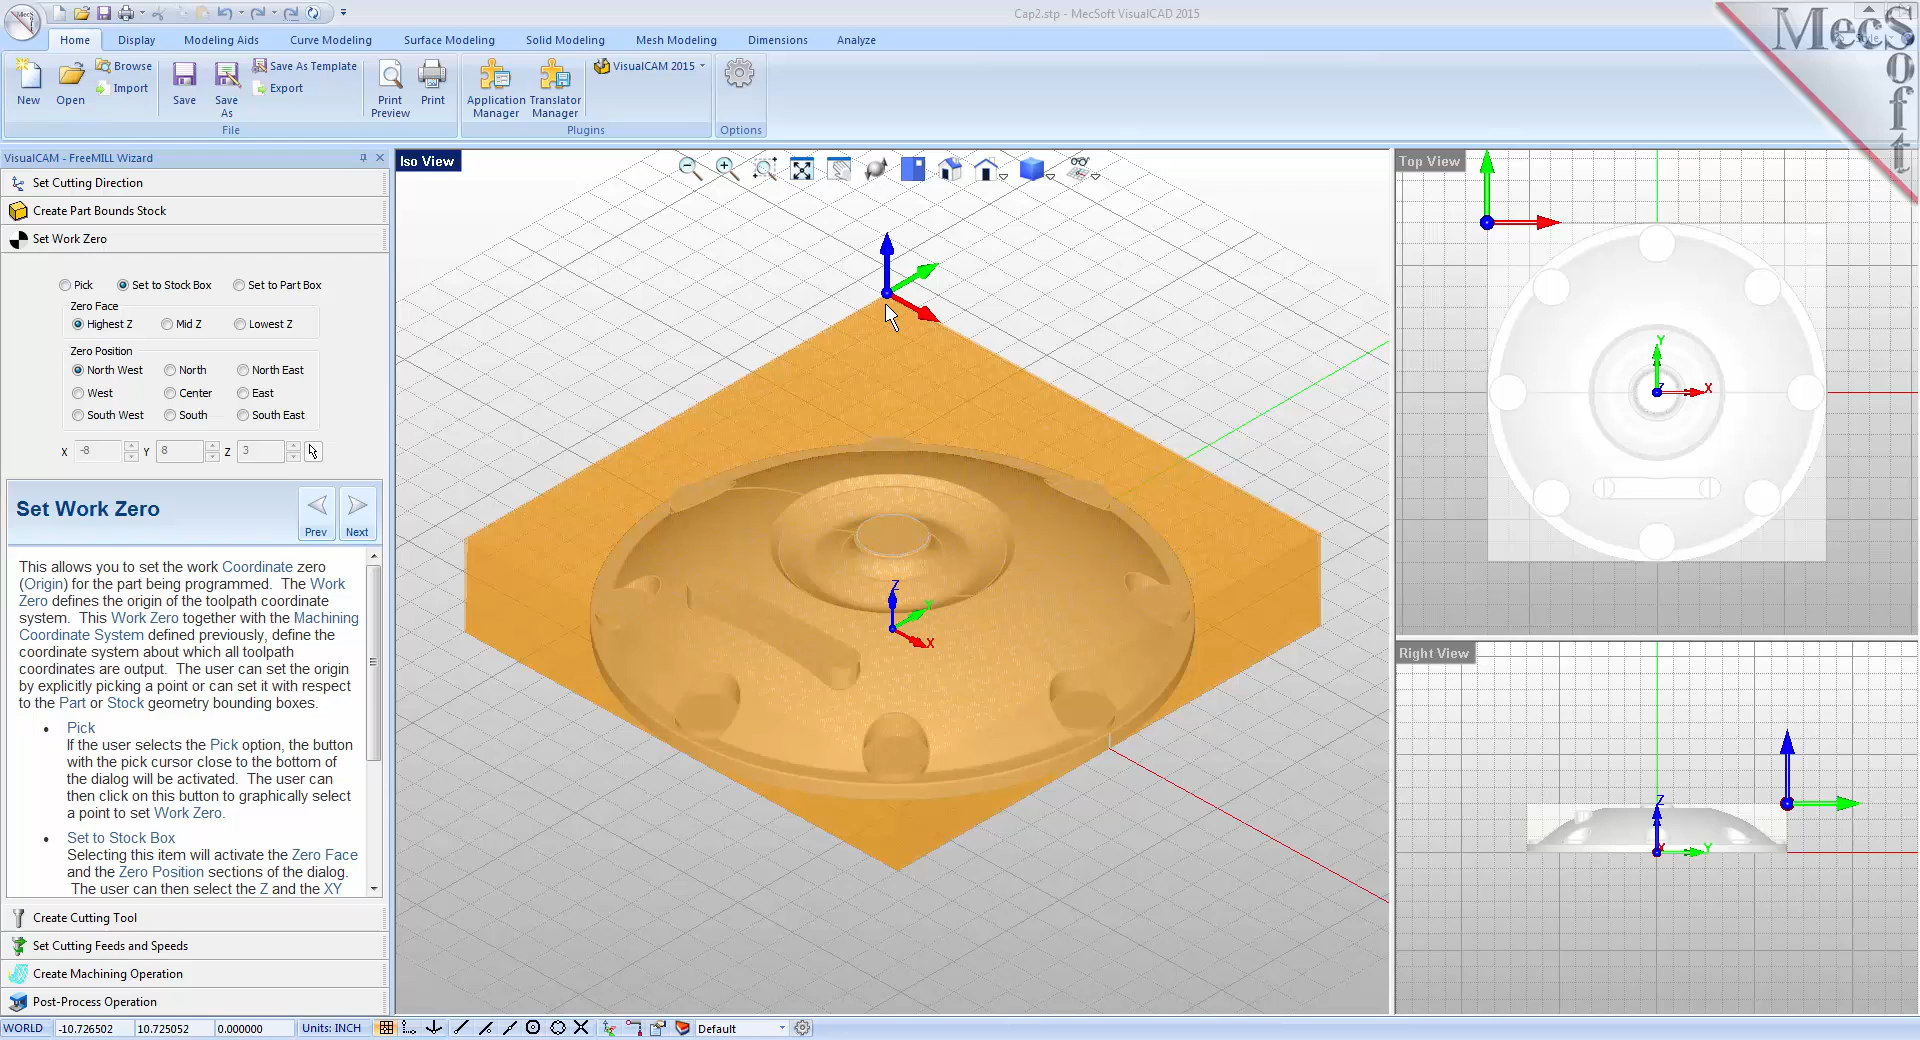 Cap2.stp - MecSoft VisualCAD 2015
Home Display Modeling Aids Curve Modeling Surface Modeling Solid Modeling Mesh Modeling Dimensions Analyze
New
Open
Browse
Import
Save
Save As
Save As Template
Export
Print Preview
Print
File
Application Manager
Translator Manager
VisualCAM 2015
Plugins
Options
MecSoft
VisualCAM - FreeMILL Wizard
Set Cutting Direction
Create Part Bounds Stock
Set Work Zero
Pick Set to Stock Box Set to Part Box
Zero Face
Highest Z Mid Z Lowest Z
Zero Position
North West North North East
West Center East
South West South South East
X -8 Y 8 Z 3
Set Work Zero
Prev Next
This allows you to set the work Coordinate zero
(Origin) for the part being programmed. The Work
Zero defines the origin of the toolpath coordinate
system. This Work Zero together with the Machining
Coordinate System defined previously, define the
coordinate system about which all toolpath
coordinates are output. The user can set the origin
by explicitly picking a point or can set it with respect
to the Part or Stock geometry bounding boxes.
• Pick
If the user selects the Pick option, the button
with the pick cursor close to the bottom of
the dialog will be activated. The user can
then click on this button to graphically select
a point to set Work Zero.
• Set to Stock Box
Selecting this item will activate the Zero Face
and the Zero Position sections of the dialog.
The user can then select the Z and the XY
Create Cutting Tool
Set Cutting Feeds and Speeds
Create Machining Operation
Post-Process Operation
Iso View
Z
Y
X
Top View
Y
Z
X
Right View
Z
X
Y
WORLD -10.726502 10.725052 0.000000 Units: INCH Default